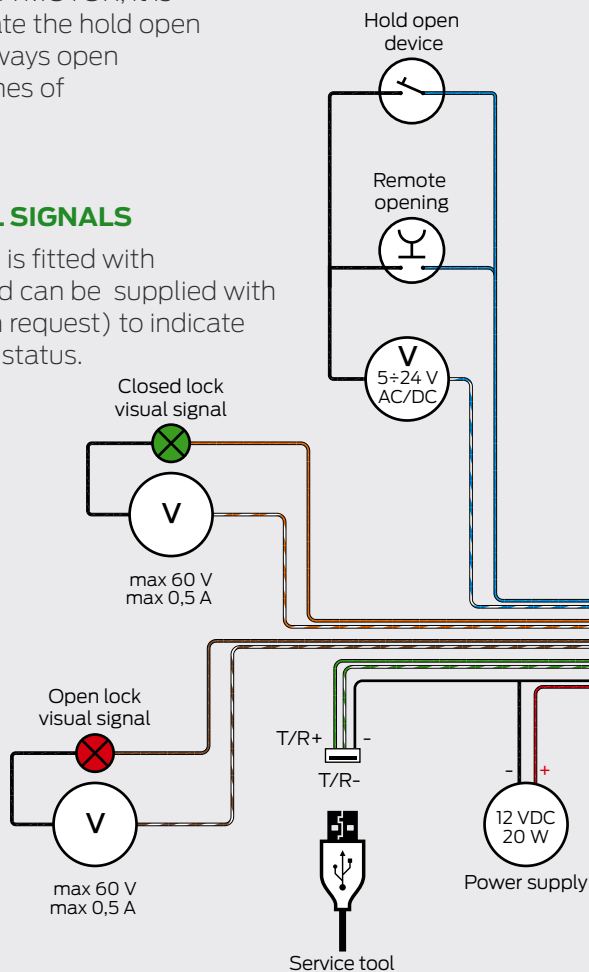 ate the hold open
ways open
nes of
L SIGNALS
is fitted with
d can be supplied with
request) to indicate
status.
Hold open
device
Remote
opening
V
5÷24 V
AC/DC
Closed lock
visual signal
V
max 60 V
max 0,5 A
Open lock
visual signal
V
max 60 V
max 0,5 A
T/R+
-
T/R-
- +
12 VDC
20 W
Power supply
Service tool